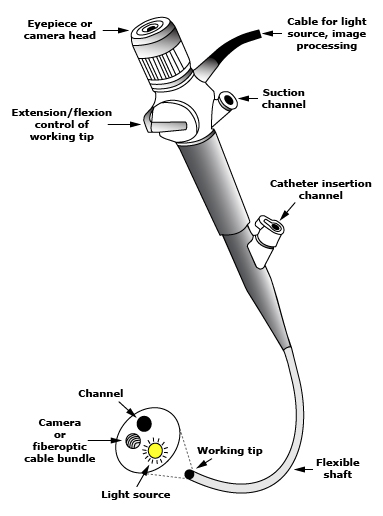 Eyepiece or
camera head
Cable for light
source, image
processing
Suction
channel
Extension/flexion
control of
working tip
Catheter insertion
channel
Channel
Camera
or
fiberoptic
cable bundle
Light source
Working tip
Flexible
shaft